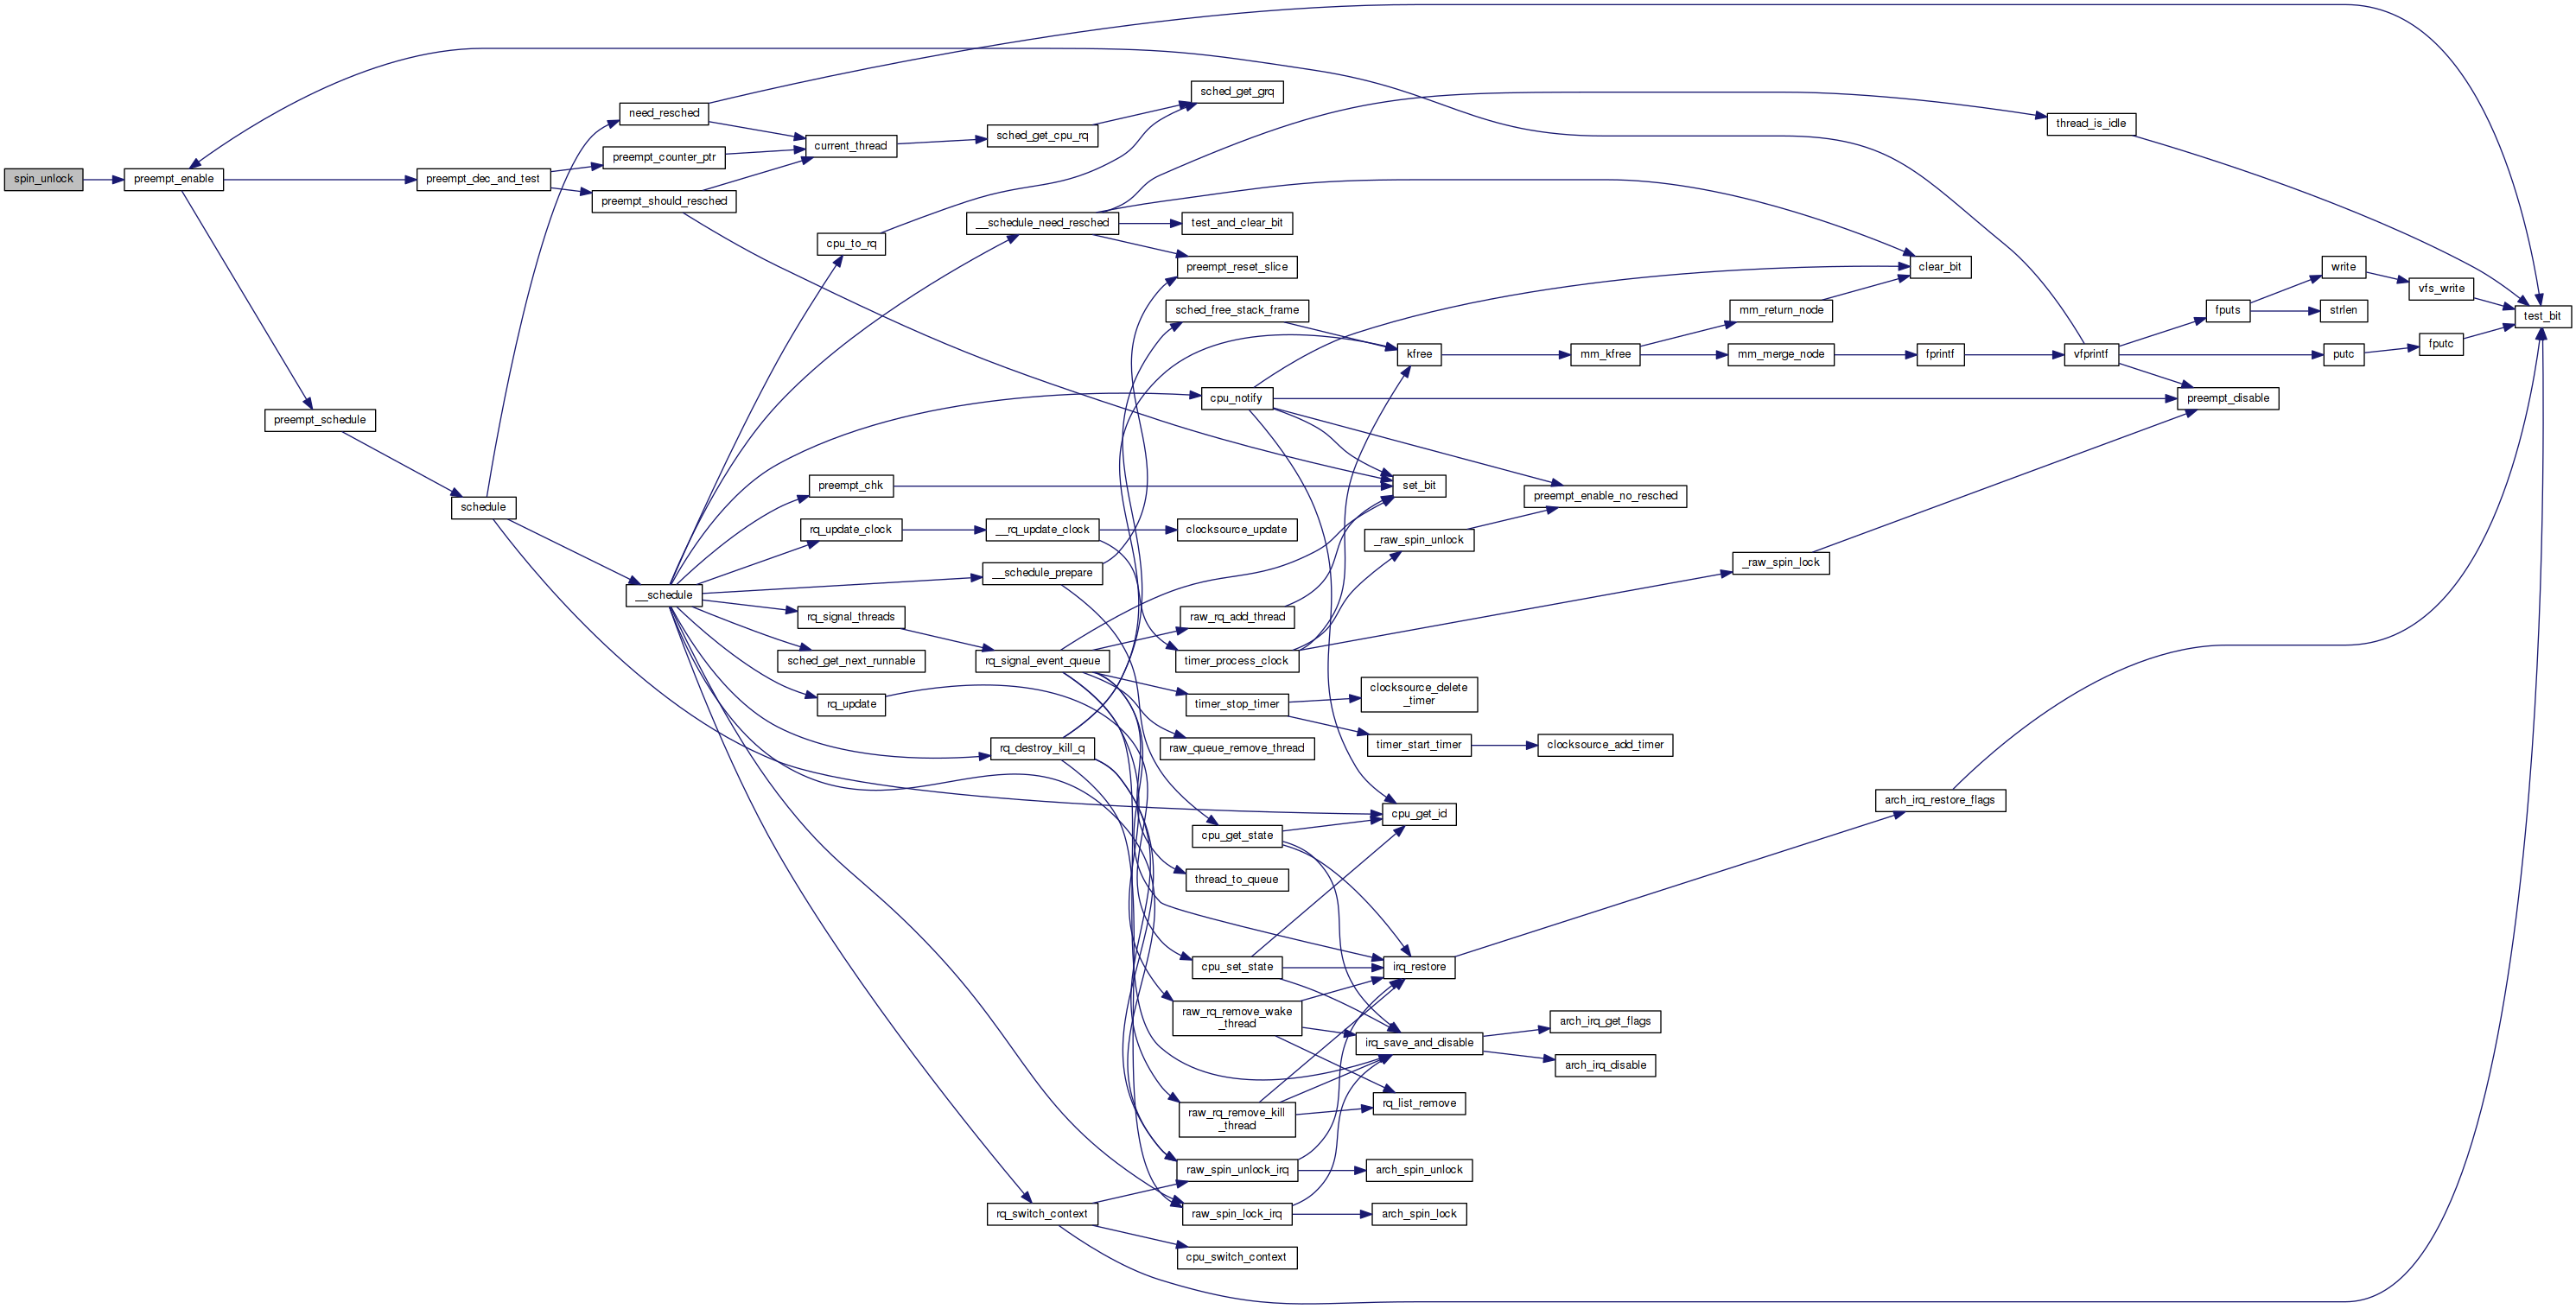 spin_unlock
preempt_enable
preempt_schedule
preempt_dec_and_test
schedule
need_resched
preempt_counter_ptr
preempt_should_resched
__schedule
current_thread
cpu_to_rq
preempt_chk
rq_update_clock
rq_signal_threads
sched_get_next_runnable
rq_update
sched_get_cpu_rq
__schedule_need_resched
__rq_update_clock
__schedule_prepare
rq_signal_event_queue
rq_destroy_kill_q
rq_switch_context
sched_get_grq
test_and_clear_bit
preempt_reset_slice
sched_free_stack_frame
cpu_notify
clocksource_update
raw_rq_add_thread
timer_process_clock
timer_stop_timer
raw_queue_remove_thread
cpu_get_state
thread_to_queue
cpu_set_state
raw_rq_remove_wake
_thread
raw_rq_remove_kill
_thread
raw_spin_unlock_irq
raw_spin_lock_irq
cpu_switch_context
kfree
set_bit
_raw_spin_unlock
clocksource_delete
_timer
timer_start_timer
cpu_get_id
irq_restore
irq_save_and_disable
rq_list_remove
arch_spin_unlock
arch_spin_lock
mm_kfree
preempt_enable_no_resched
clocksource_add_timer
arch_irq_get_flags
arch_irq_disable
mm_return_node
mm_merge_node
_raw_spin_lock
clear_bit
fprintf
arch_irq_restore_flags
thread_is_idle
vfprintf
fputs
preempt_disable
write
strlen
putc
vfs_write
fputc
test_bit